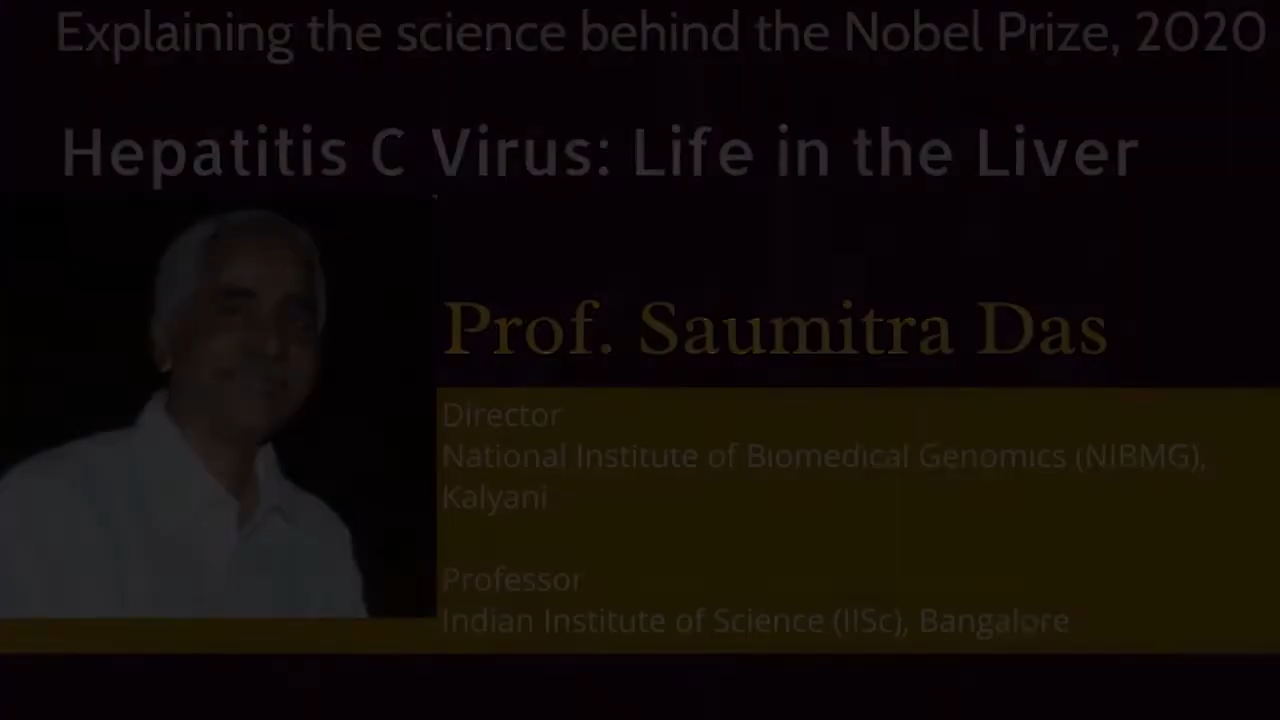 Explaining the science behind the Nobel Prize, 2020
Hepatitis C Virus: Life in the Liver
Prof. Saumitra Das
Director
National Institute of Biomedical Genomics (NIBMG),
Kalyani
Professor
Indian Institute of Science (IISc), Bangalore